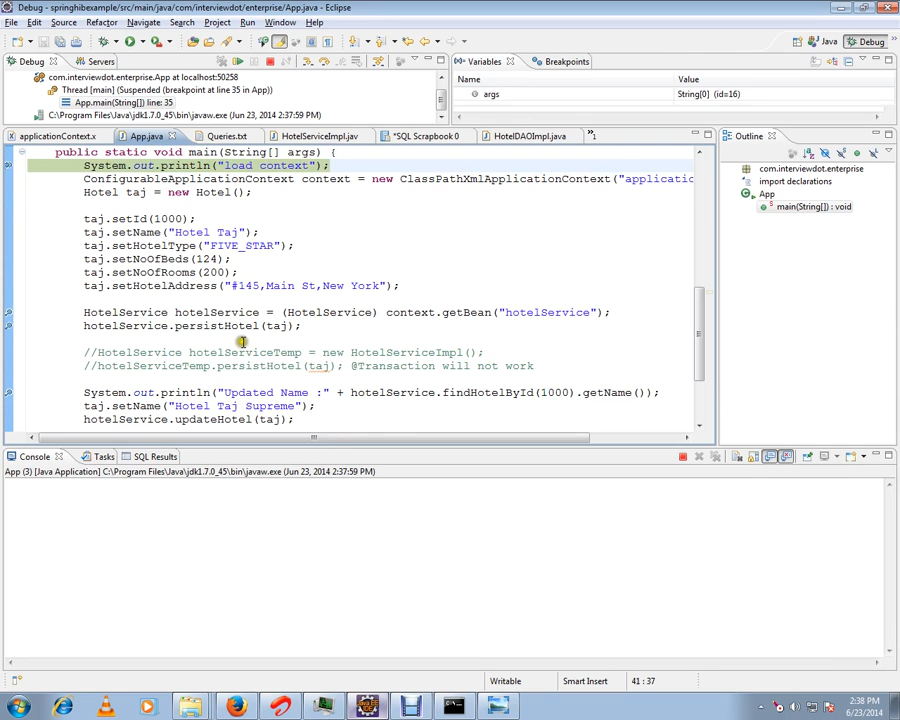 Debug - springhibexample/src/main/java/com/interviewdot/enterprise/App.java - Eclipse
File Edit Source Refactor Navigate Search Project Run Window Help
Java Debug
Debug Servers
com.interviewdot.enterprise.App at localhost:50258
Thread [main] (Suspended (breakpoint at line 35 in App))
App.main(String[]) line: 35
C:\Program Files\Java\jdk1.7.0_45\bin\javaw.exe (Jun 23, 2014 2:37:59 PM)
Variables Breakpoints
Name Value
args String[0] (id=16)
applicationContext.x App.java Queries.txt HotelServiceImpl.jav *SQL Scrapbook 0 HotelDAOImpl.java »1
public static void main(String[] args) {
System.out.println("load context");
ConfigurableApplicationContext context = new ClassPathXmlApplicationContext("applicatio
Hotel taj = new Hotel();
taj.setId(1000);
taj.setName("Hotel Taj");
taj.setHotelType("FIVE_STAR");
taj.setNoOfBeds(124);
taj.setNoOfRooms(200);
taj.setHotelAddress("#145,Main St,New York");
HotelService hotelService = (HotelService) context.getBean("hotelService");
hotelService.persistHotel(taj);
//HotelService hotelServiceTemp = new HotelServiceImpl();
//hotelServiceTemp.persistHotel(taj); @Transaction will not work
System.out.println("Updated Name :" + hotelService.findHotelById(1000).getName());
taj.setName("Hotel Taj Supreme");
hotelService.updateHotel(taj);
Outline
com.interviewdot.enterprise
import declarations
App
main(String[]) : void
Console Tasks SQL Results
App (3) [Java Application] C:\Program Files\Java\jdk1.7.0_45\bin\javaw.exe (Jun 23, 2014 2:37:59 PM)
Writable Smart Insert 41 : 37
2:38 PM
6/23/2014